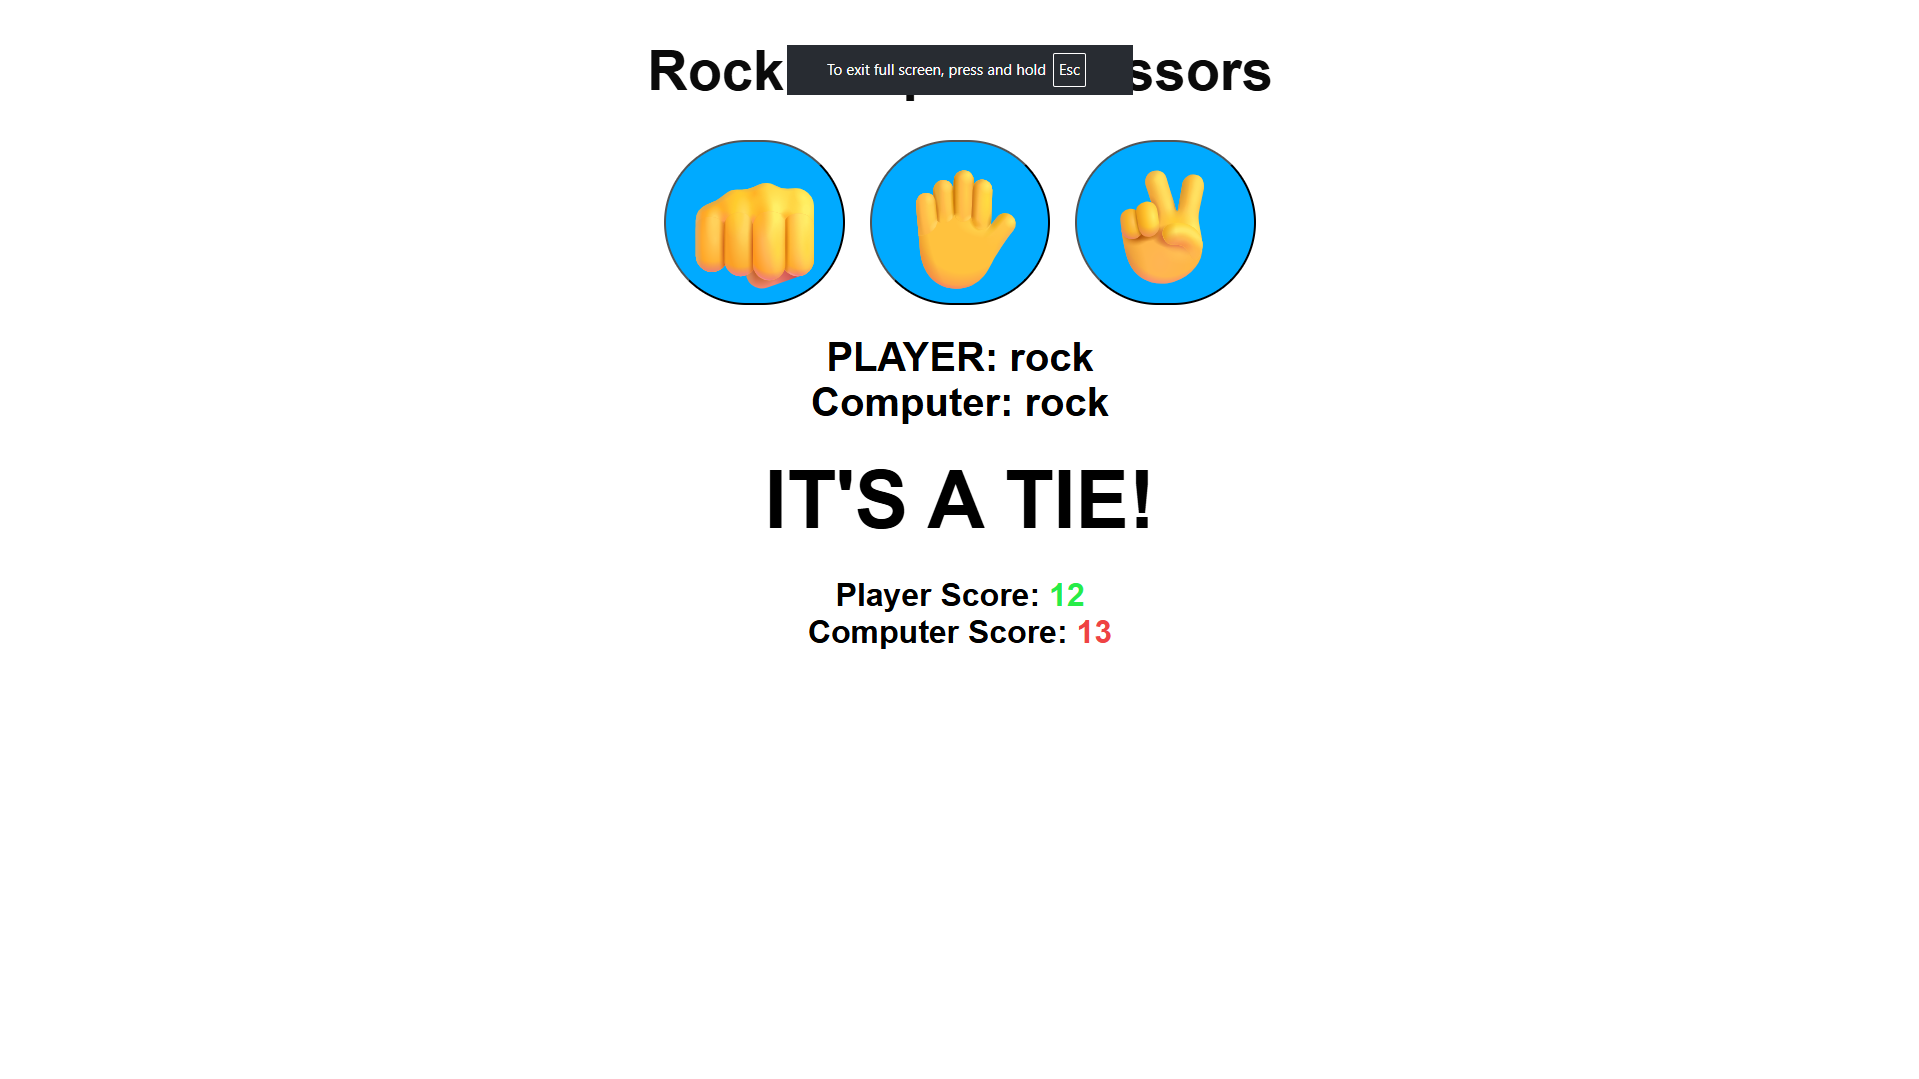 Rock ssors
To exit full screen, press and hold Esc
PLAYER: rock
Computer: rock
IT'S A TIE!
Player Score: 12
Computer Score: 13